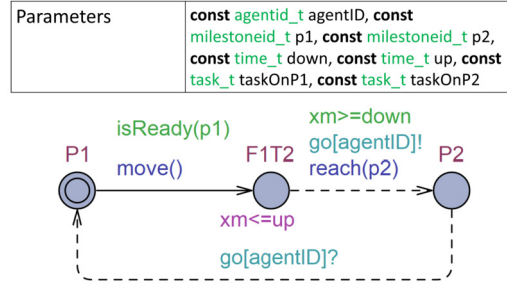 Parameters
const agentid_t agentID, const
milestoneid_t p1, const milestoneid_t p2,
const time_t down, const time_t up, const
task_t taskOnP1, const task_t taskOnP2
isReady(p1)
xm>=down
go[agentID]!
P1
move()
F1T2
reach(p2)
P2
xm<=up
go[agentID]?